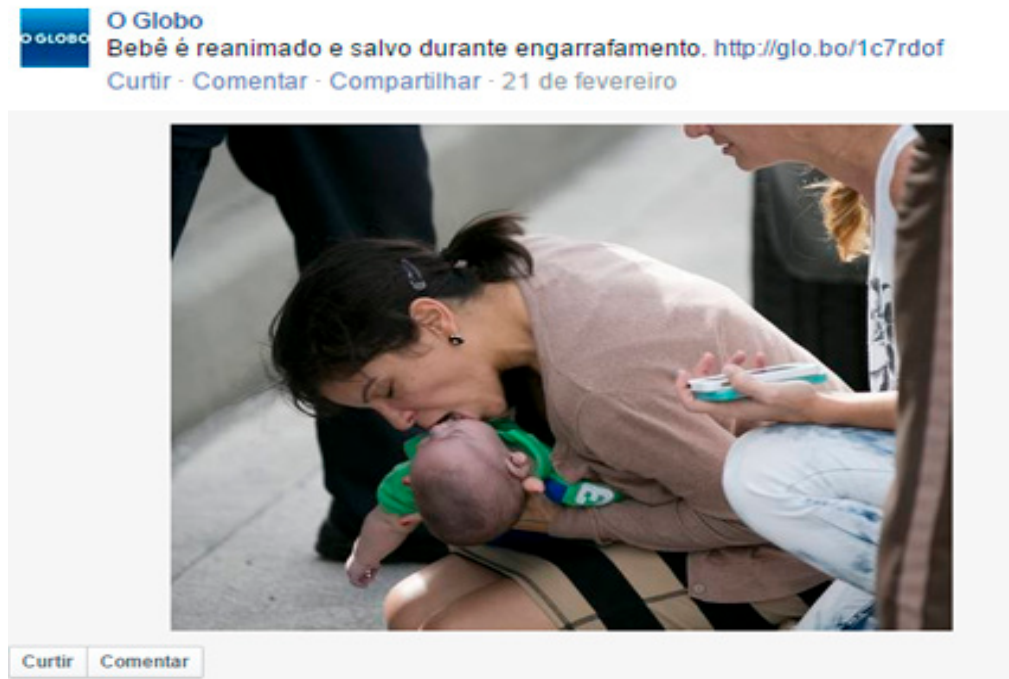 O GLOBO
O Globo
Bebê é reanimado e salvo durante engarrafamento. http://glo.bo/1c7rdof
Curtir · Comentar · Compartilhar · 21 de fevereiro
Curtir Comentar